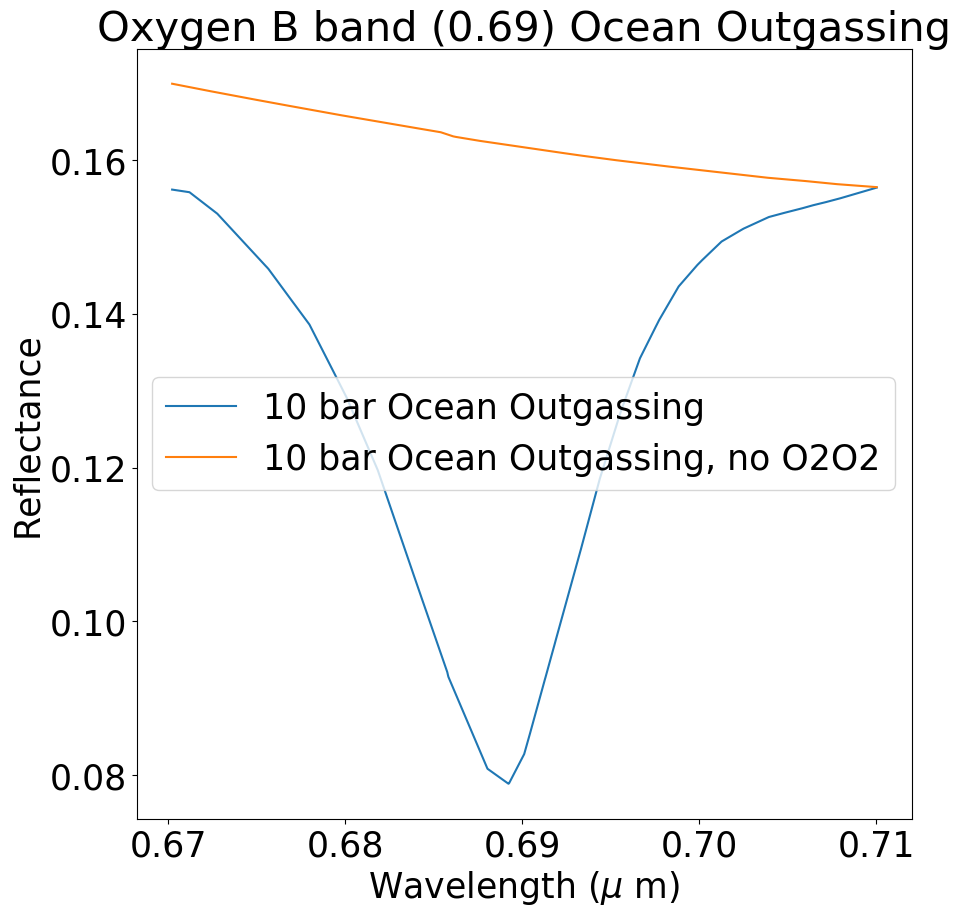 Oxygen B band (0.69) Ocean Outgassing
Reflectance
0.16
0.14
0.12
0.10
0.08
10 bar Ocean Outgassing
10 bar Ocean Outgassing, no O2O2
0.67 0.68 0.69 0.70 0.71
Wavelength (μ m)